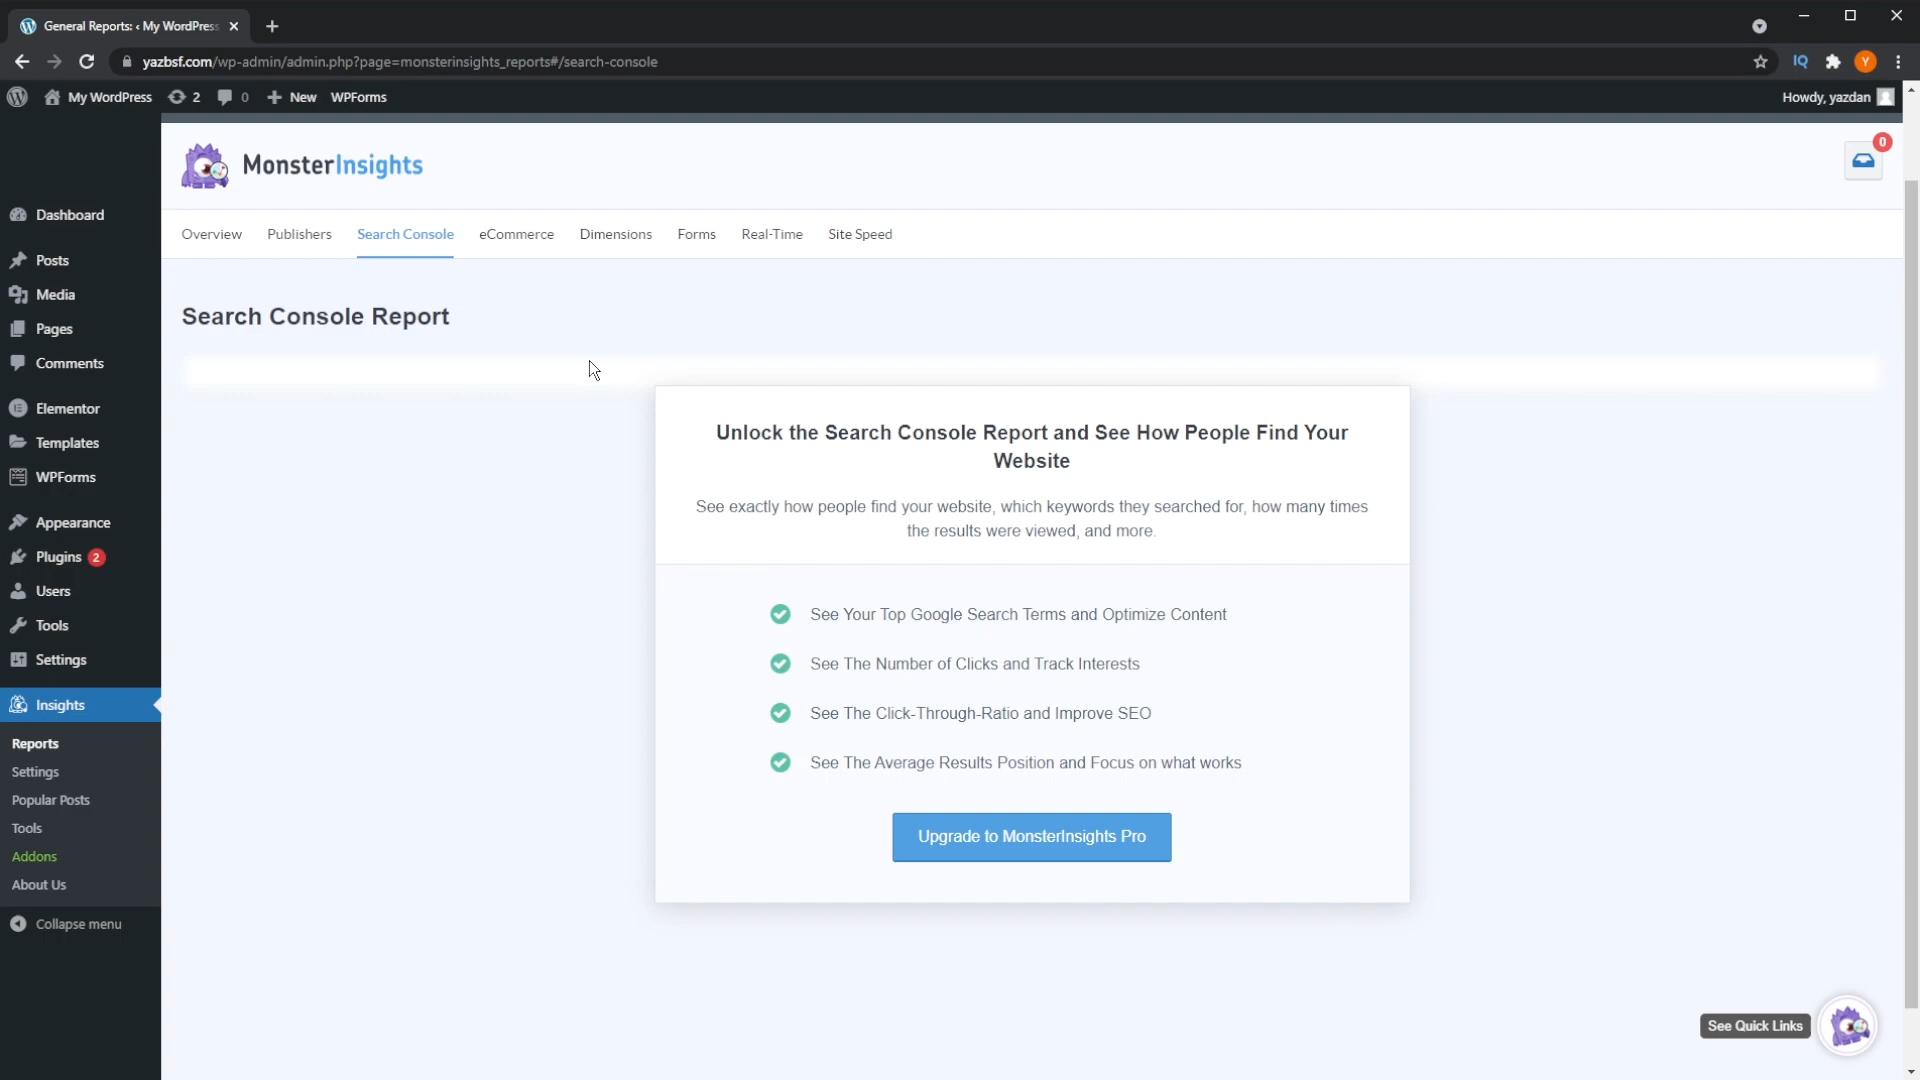 General Reports: ‹ My WordPress
yazbsf.com/wp-admin/admin.php?page=monsterinsights_reports#/search-console
IQ
Y
My WordPress
2
0
New
WPForms
Howdy, yazdan
MonsterInsights
0
Overview
Publishers
Search Console
eCommerce
Dimensions
Forms
Real-Time
Site Speed
Dashboard
Posts
Media
Pages
Comments
Elementor
Templates
WPForms
Appearance
Plugins 2
Users
Tools
Settings
Insights
Reports
Settings
Popular Posts
Tools
Addons
About Us
Collapse menu
Search Console Report
Unlock the Search Console Report and See How People Find Your
Website
See exactly how people find your website, which keywords they searched for, how many times
the results were viewed, and more.
See Your Top Google Search Terms and Optimize Content
See The Number of Clicks and Track Interests
See The Click-Through-Ratio and Improve SEO
See The Average Results Position and Focus on what works
Upgrade to MonsterInsights Pro
See Quick Links